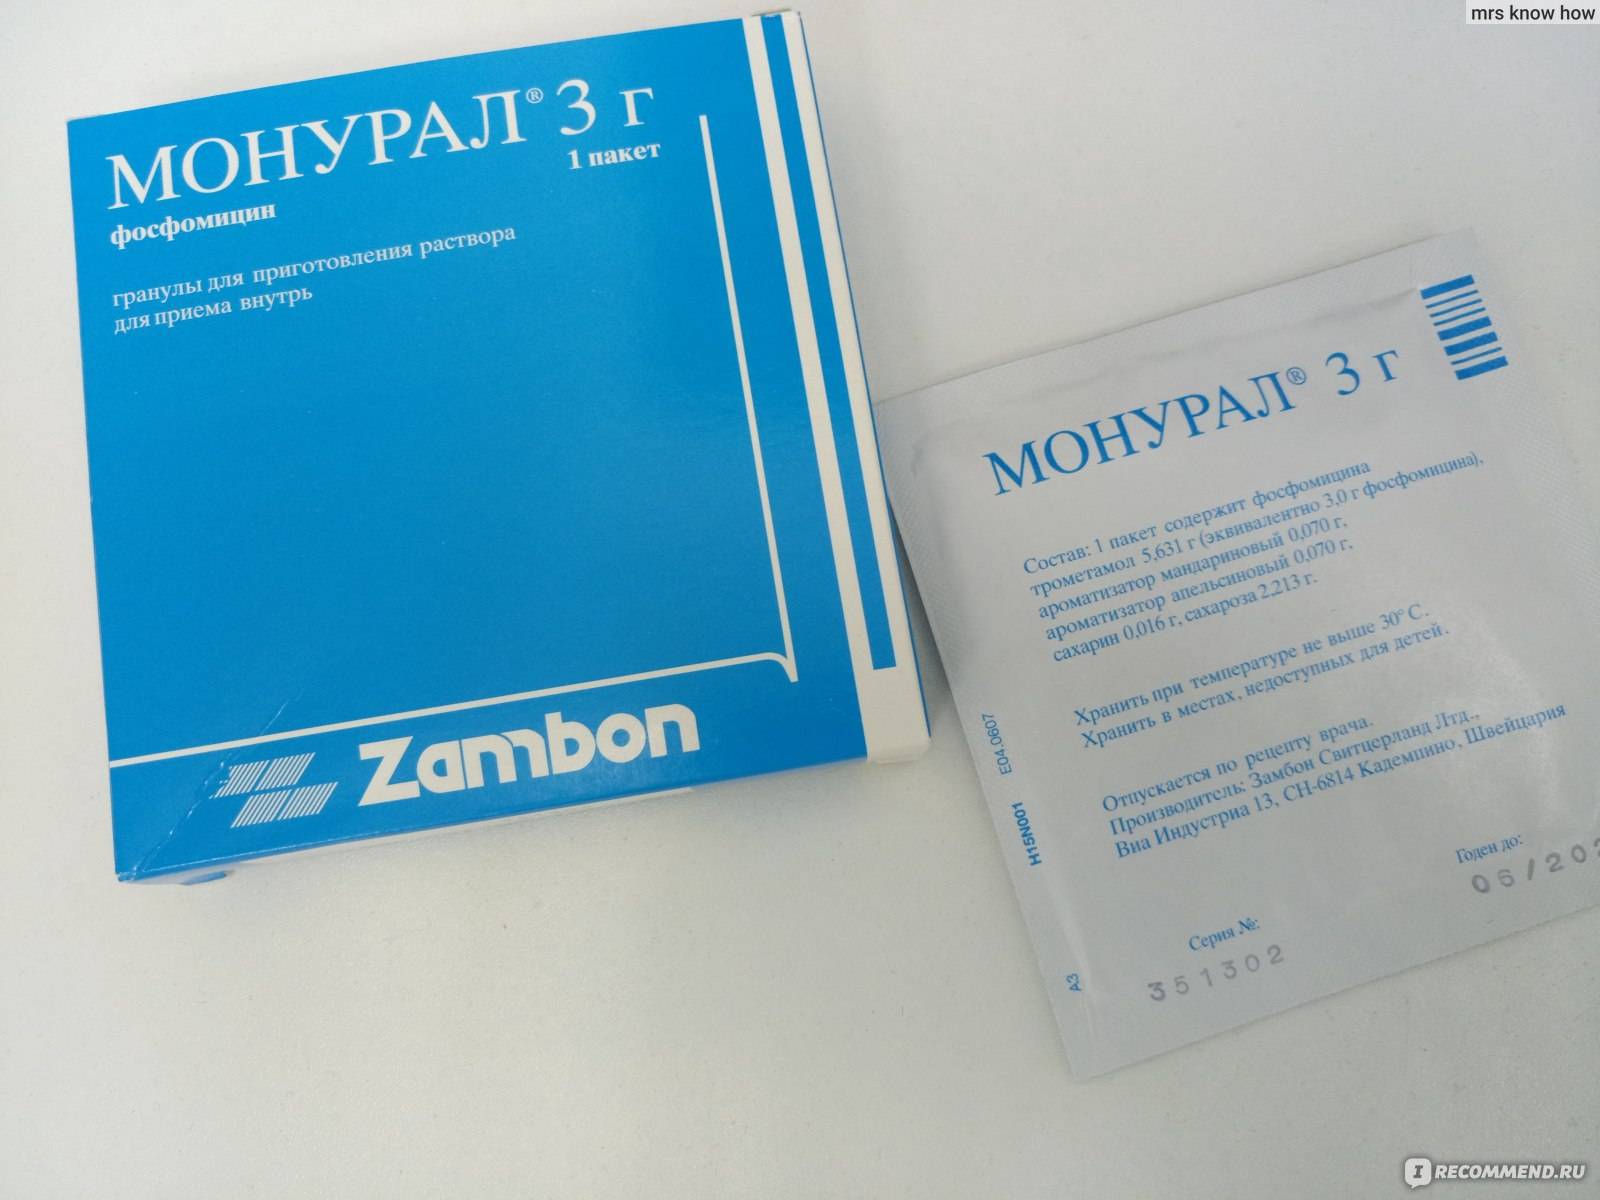 mrs know how
МОНУРАЛ® 3 г
1 пакет
фосфомицин
гранулы для приготовления раствора
для приема внутрь
Zambon
МОНУРАЛ® 3 г
Состав: 1 пакет содержит фосфомицина
трометамол 5,631 г (эквивалентно 3,0 г фосфомицина),
ароматизатор мандариновый 0,070 г,
ароматизатор апельсиновый 0,070 г,
сахарин 0,016 г, сахароза 2,213 г.
Хранить при температуре не выше 30° С.
Хранить в местах, недоступных для детей.
Отпускается по рецепту врача.
Производитель: Замбон Свитцерланд Лтд.,
Виа Индустриа 13, CH-6814 Кадемпино, Швейцария
Годен до:
06/202
Серия №:
351302
H15N001 E04.0607
A3
IRECOMMEND.RU